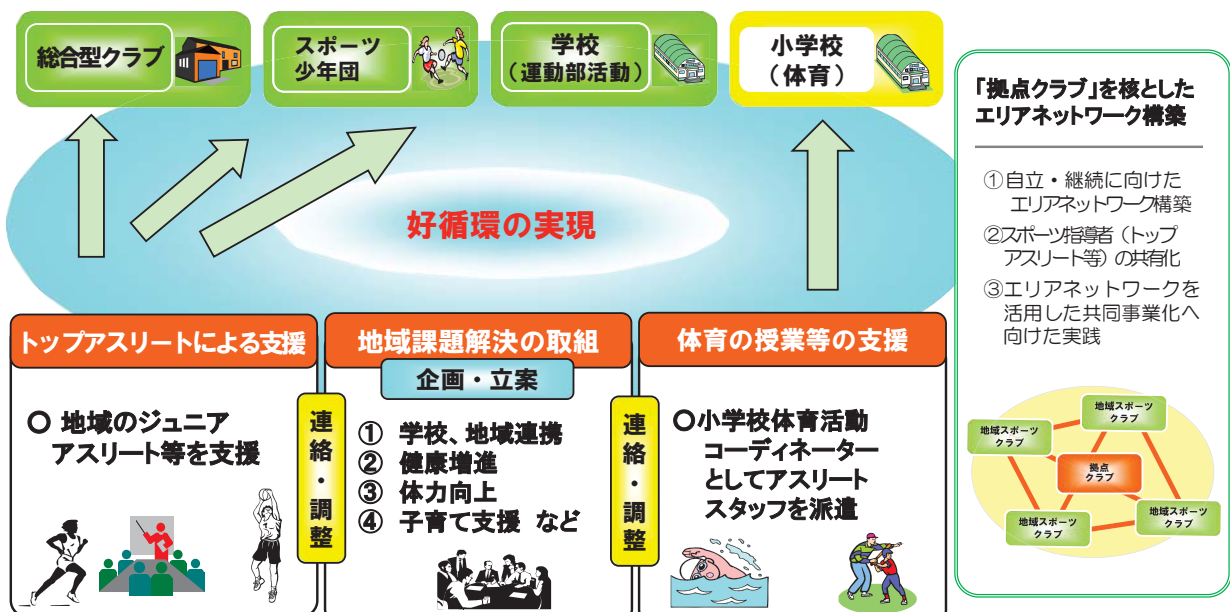 総合型クラブ
スポーツ
少年団
学校
（運動部活動）
小学校
（体育）
好循環の実現
トップアスリートによる支援
○ 地域のジュニア
アスリート等を支援
連絡・調整
地域課題解決の取組
企画・立案
① 学校、地域連携
② 健康増進
③ 体力向上
④ 子育て支援 など
連絡・調整
体育の授業等の支援
○小学校体育活動
コーディネーター
としてアスリート
スタッフを派遣
「拠点クラブ」を核とした
エリアネットワーク構築
①自立・継続に向けた
エリアネットワーク構築
②スポーツ指導者（トップ
アスリート等）の共有化
③エリアネットワークを
活用した共同事業化へ
向けた実践
地域スポーツ
クラブ
地域スポーツ
クラブ
拠点
クラブ
地域スポーツ
クラブ
地域スポーツ
クラブ